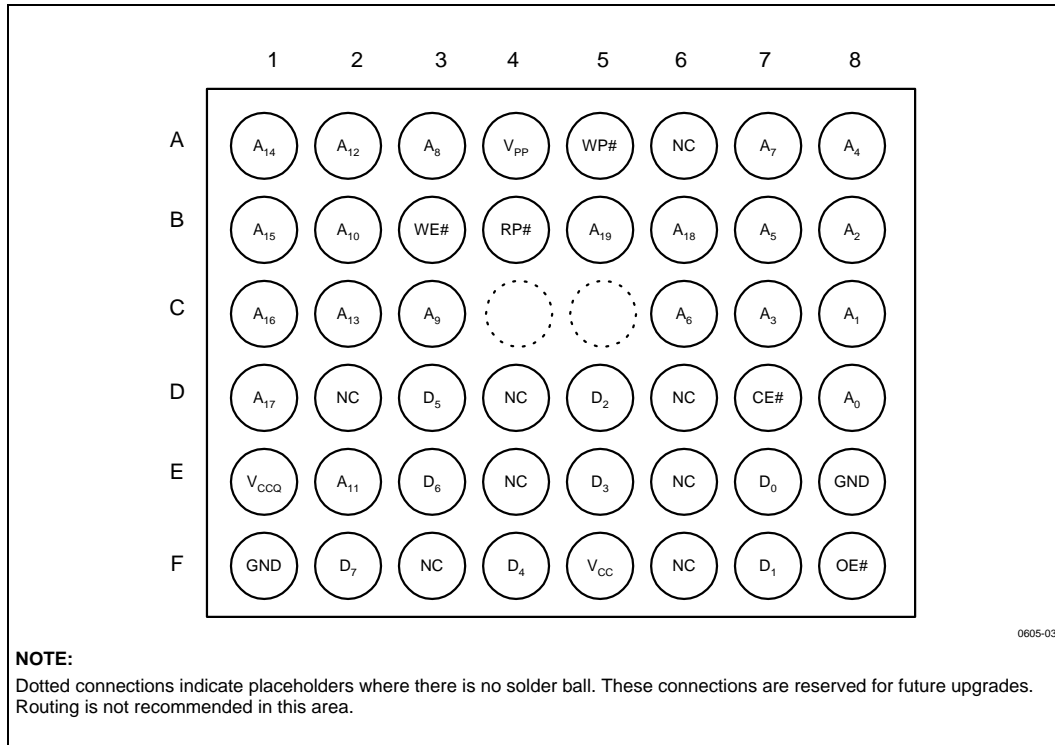 1 2 3 4 5 6 7 8
A A₁₄ A₁₂ A₈ V_PP WP# NC A₇ A₄
B A₁₅ A₁₀ WE# RP# A₁₉ A₁₈ A₅ A₂
C A₁₆ A₁₃ A₉ A₆ A₃ A₁
D A₁₇ NC D₅ NC D₂ NC CE# A₀
E V_CCQ A₁₁ D₆ NC D₃ NC D₀ GND
F GND D₇ NC D₄ V_CC NC D₁ OE#
0605-03
NOTE:
Dotted connections indicate placeholders where there is no solder ball. These connections are reserved for future upgrades.
Routing is not recommended in this area.